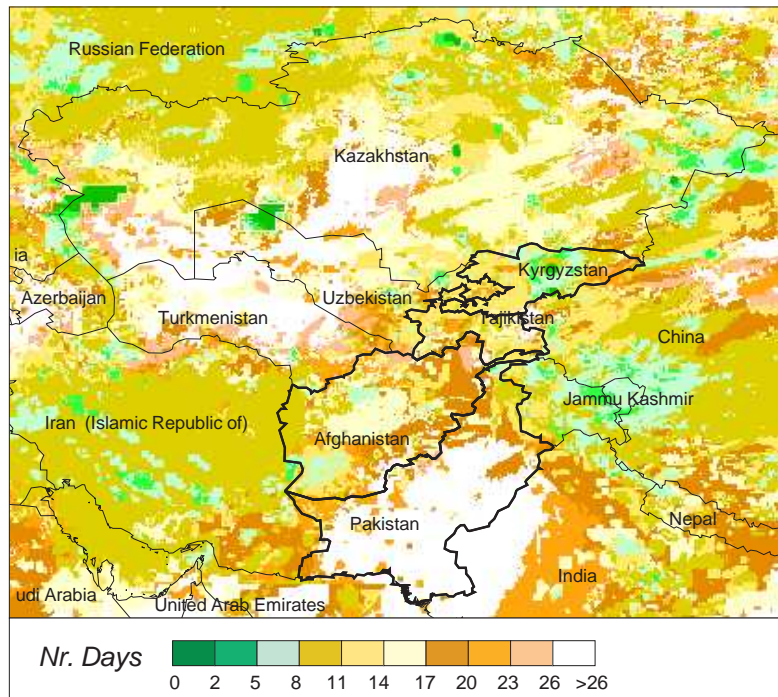 Russian Federation
Kazakhstan
ia
Kyrgyzstan
Azerbaijan
Uzbekistan
Turkmenistan
Tajikistan
China
Jammu Kashmir
Iran (Islamic Republic of)
Afghanistan
Pakistan
Nepal
India
udi Arabia
United Arab Emirates
Nr. Days
0 2 5 8 11 14 17 20 23 26 >26